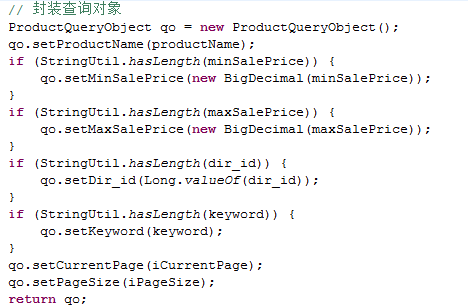 // 封装查询对象
ProductQueryObject qo = new ProductQueryObject();
qo.setProductName(productName);
if (StringUtil.hasLength(minSalePrice)) {
    qo.setMinSalePrice(new BigDecimal(minSalePrice));
}
if (StringUtil.hasLength(maxSalePrice)) {
    qo.setMaxSalePrice(new BigDecimal(maxSalePrice));
}
if (StringUtil.hasLength(dir_id)) {
    qo.setDir_id(Long.valueOf(dir_id));
}
if (StringUtil.hasLength(keyword)) {
    qo.setKeyword(keyword);
}
qo.setCurrentPage(iCurrentPage);
qo.setPageSize(iPageSize);
return qo;